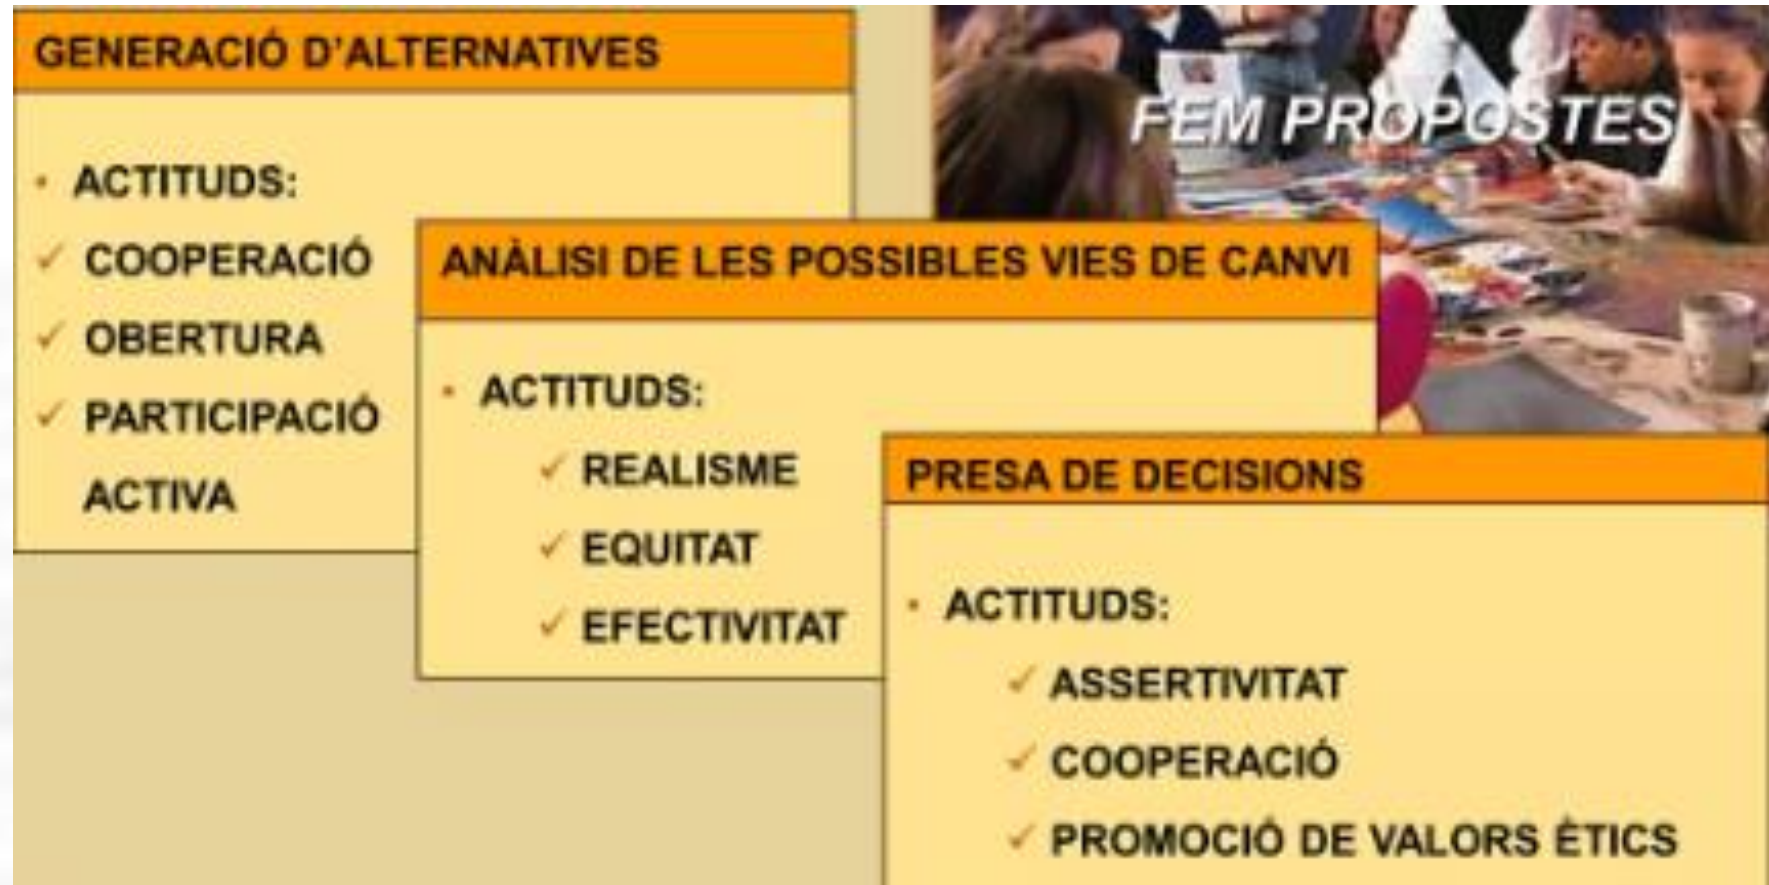 GENERACIÓ D'ALTERNATIVES
• ACTITUDS:
✓ COOPERACIÓ
✓ OBERTURA
✓ PARTICIPACIÓ
ACTIVA
FEM PROPOSTES
ANÀLISI DE LES POSSIBLES VIES DE CANVI
• ACTITUDS:
✓ REALISME
✓ EQUITAT
✓ EFECTIVITAT
PRESA DE DECISIONS
• ACTITUDS:
✓ ASSERTIVITAT
✓ COOPERACIÓ
✓ PROMOCIÓ DE VALORS ÈTICS